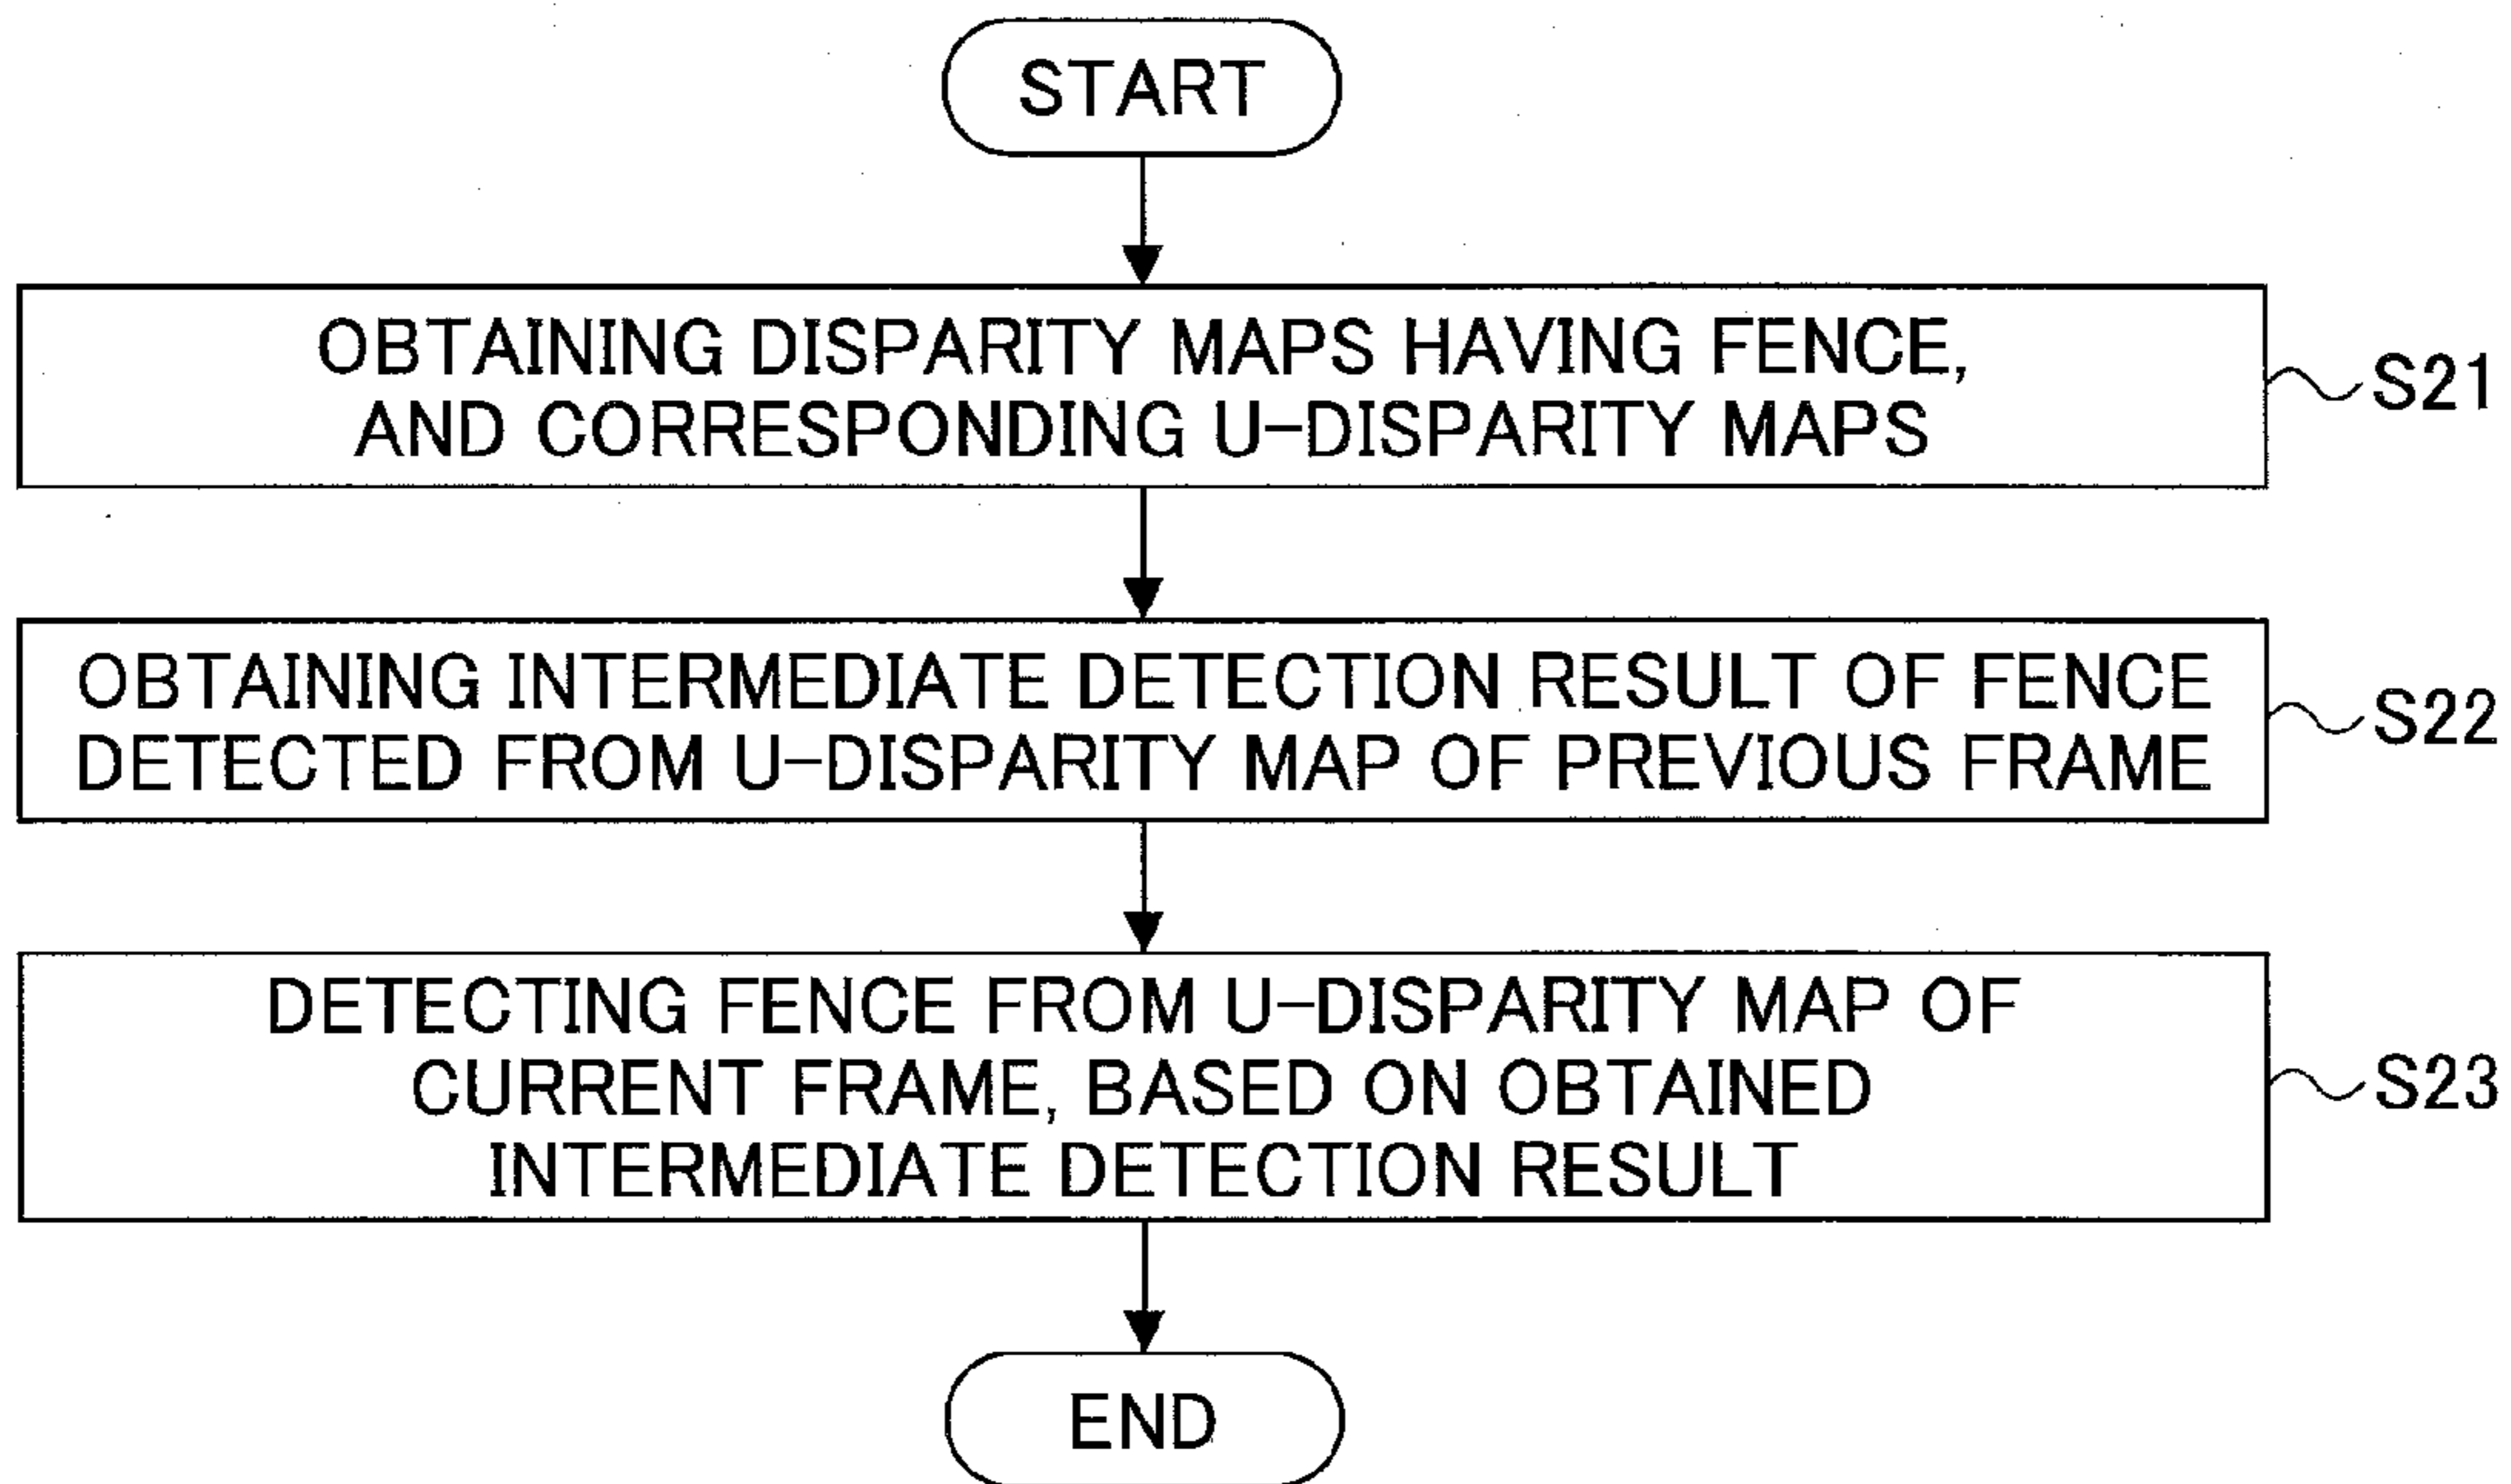 START
OBTAINING DISPARITY MAPS HAVING FENCE,
AND CORRESPONDING U-DISPARITY MAPS
S21
OBTAINING INTERMEDIATE DETECTION RESULT OF FENCE
DETECTED FROM U-DISPARITY MAP OF PREVIOUS FRAME
S22
DETECTING FENCE FROM U-DISPARITY MAP OF
CURRENT FRAME, BASED ON OBTAINED
INTERMEDIATE DETECTION RESULT
S23
END